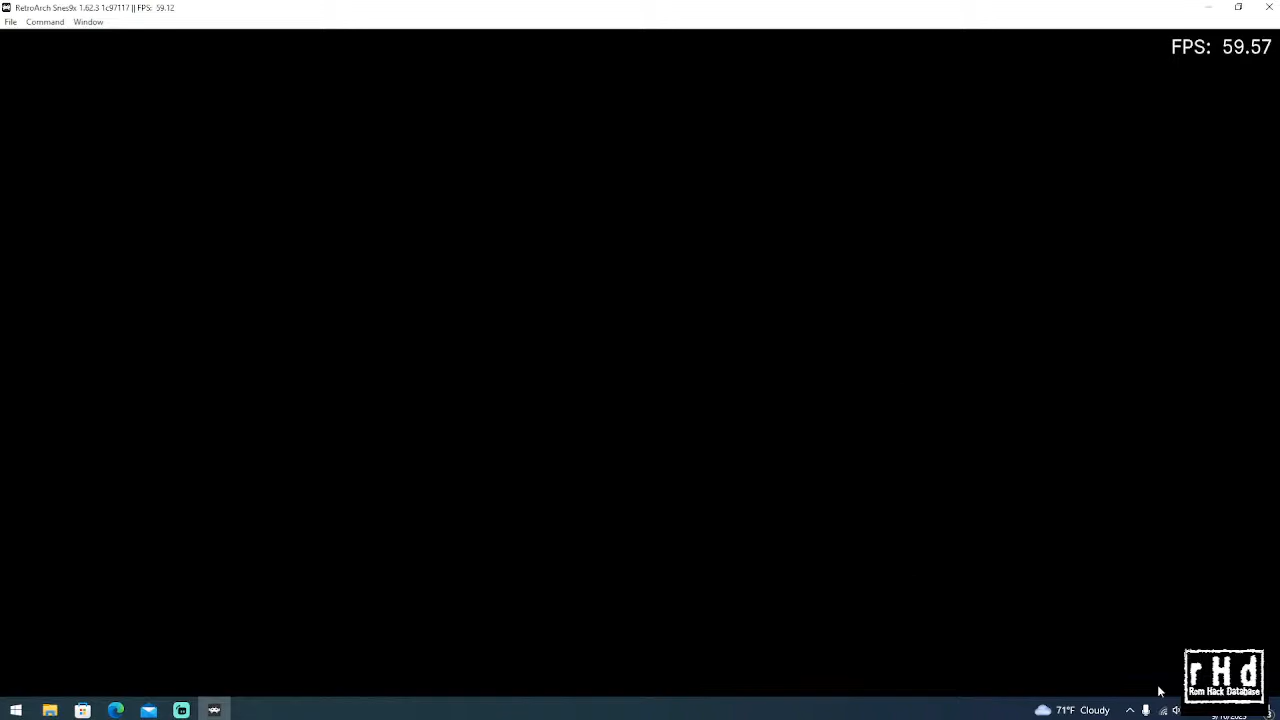 RetroArch Snes9x 1.62.3 1c97117 || FPS: 59.12
File Command Window
FPS: 59.57
rHd
Rom Hack Database
71°F Cloudy